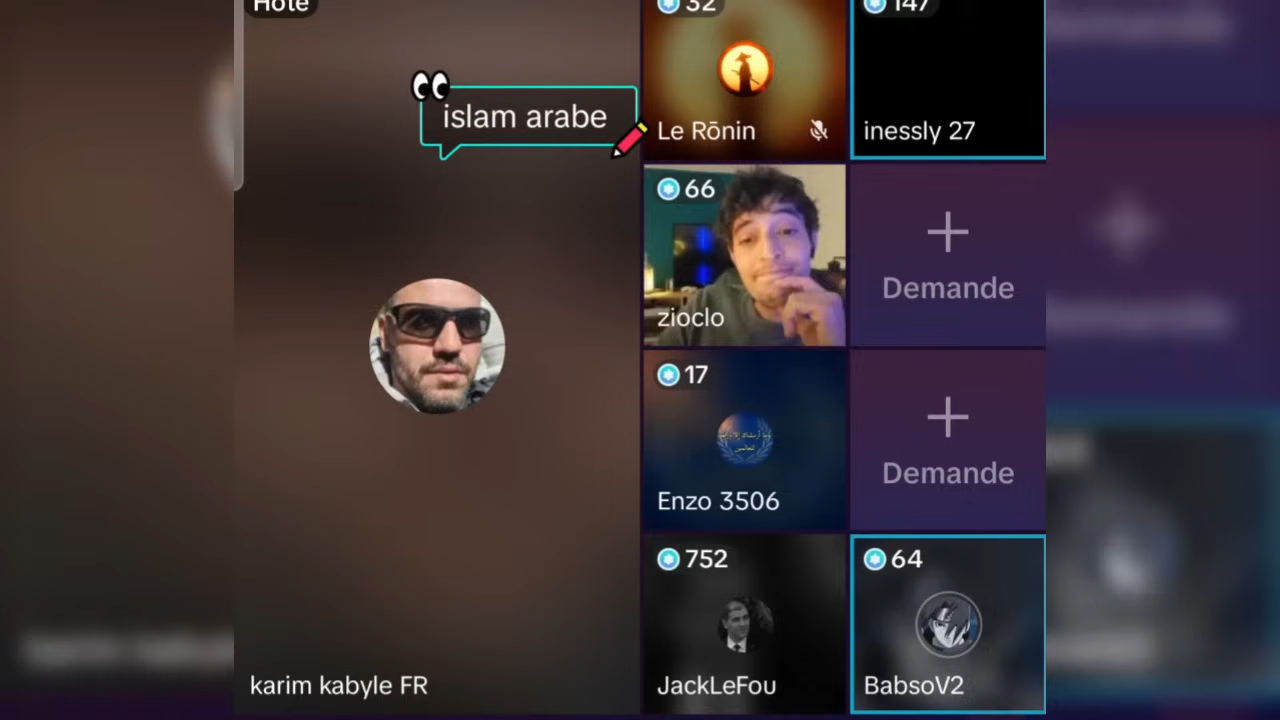 Hôte
islam arabe
karim kabyle FR
32
Le Rōnin
147
inessly 27
66
zioclo
Demande
17
Enzo 3506
Demande
752
JackLeFou
64
BabsoV2